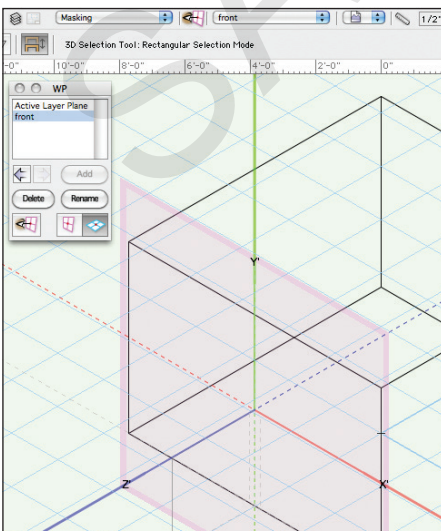 Masking front 1/2"
3D Selection Tool: Rectangular Selection Mode
-0" 10'-0" 8'-0" 6'-0" 4'-0" 2'-0" 0"
WP
Active Layer Plane
front
Add
Delete Rename
Y'
Z' X'